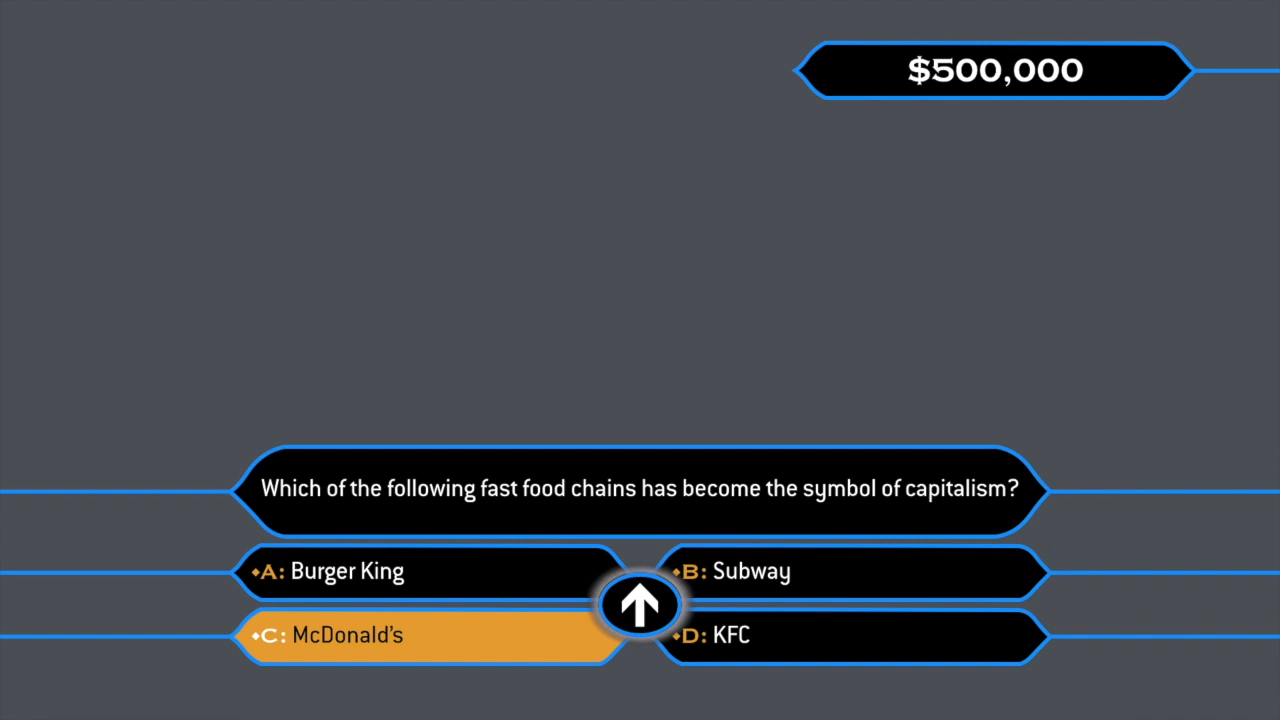 $500,000
Which of the following fast food chains has become the symbol of capitalism?
A: Burger King
B: Subway
C: McDonald's
D: KFC